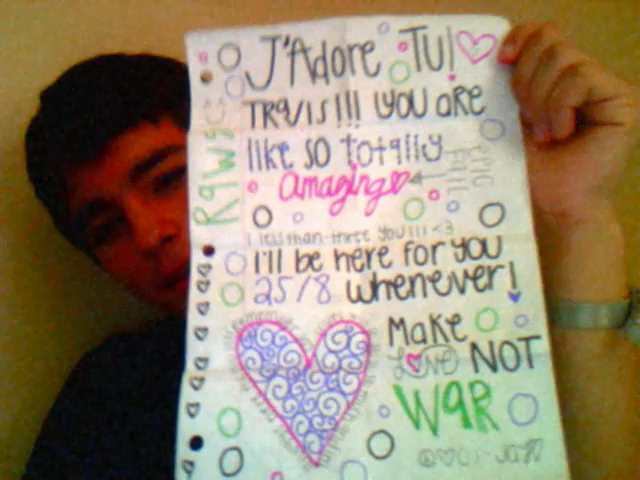 J'Adore TU!
TRAVIS!!! YOU ARE
like so totally
amazing
EPIC
FAIL
I less than three you!!! <3
I'll be here for you
25/8 whenever!
Make
Love NOT
WAR